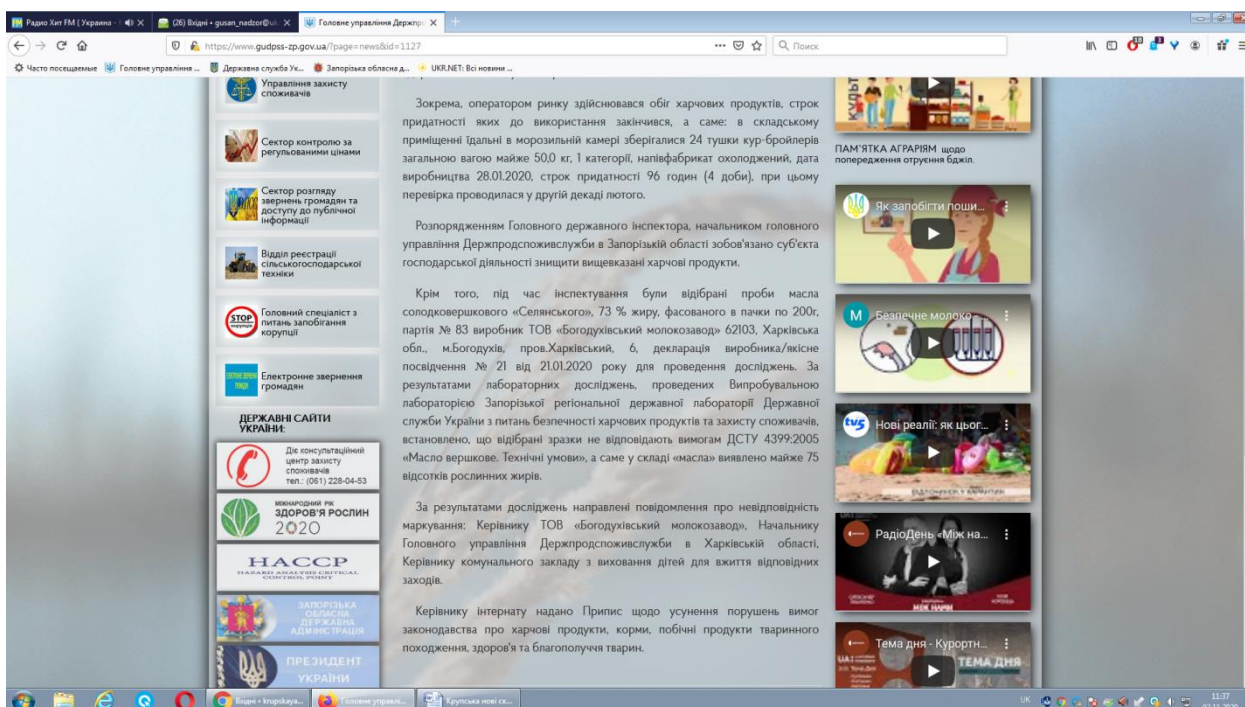 Радио Хит FM ( Украина -
(26) Вхідні • gusan_nadzor@uk
Головне управління Держпро
https://www.gudpss-zp.gov.ua/?page=news&id=1127
Поиск
Часто посещаемые
Головне управління ...
Державна служба Ук...
Запорізька обласна д...
UKR.NET: Всі новини ...
Управління захисту
споживачів
Сектор контролю за
регульованими цінами
Сектор розгляду
звернень громадян та
доступу до публічної
інформації
Відділ реєстрації
сільськогосподарської
техніки
STOP
корупція
Головний спеціаліст з
питань запобігання
корупції
Електронне звернення
громадян
ДЕРЖАВНІ САЙТИ
УКРАЇНИ:
Діє консультаційний
центр захисту
споживачів
тел.: (061) 228-04-53
МІЖНАРОДНИЙ РІК
ЗДОРОВ'Я РОСЛИН
2020
HACCP
HAZARD ANALYSIS CRITICAL
CONTROL POINT
ЗАПОРІЗЬКА
ОБЛАСНА
ДЕРЖАВНА
АДМІНІСТРАЦІЯ
ПРЕЗИДЕНТ
УКРАЇНИ
Зокрема, оператором ринку здійснювався обіг харчових продуктів, строк
придатності яких до використання закінчився, а саме: в складському
приміщенні їдальні в морозильній камері зберігалися 24 тушки кур-бройлерів
загальною вагою майже 50,0 кг, 1 категорії, напівфабрикат охолоджений, дата
виробництва 28.01.2020, строк придатності 96 годин (4 доби), при цьому
перевірка проводилася у другій декаді лютого.
Розпорядженням Головного державного інспектора, начальником головного
управління Держпродспоживслужби в Запорізькій області зобов'язано суб'єкта
господарської діяльності знищити вищевказані харчові продукти.
Крім того, під час інспектування були відібрані проби масла
солодковершкового «Селянського», 73 % жиру, фасованого в пачки по 200г,
партія № 83 виробник ТОВ «Богодухівський молокозавод» 62103, Харківська
обл., м.Богодухів, пров.Харківський, 6, декларація виробника/якісне
посвідчення № 21 від 21.01.2020 року для проведення досліджень. За
результатами лабораторних досліджень, проведених Випробувальною
лабораторією Запорізької регіональної державної лабораторії Державної
служби України з питань безпечності харчових продуктів та захисту споживачів,
встановлено, що відібрані зразки не відповідають вимогам ДСТУ 4399:2005
«Масло вершкове. Технічні умови», а саме у складі «масла» виявлено майже 75
відсотків рослинних жирів.
За результатами досліджень направлені повідомлення про невідповідність
маркування: Керівнику ТОВ «Богодухівський молокозавод», Начальнику
Головного управління Держпродспоживслужби в Харківській області,
Керівнику комунального закладу з виховання дітей для вжиття відповідних
заходів.
Керівнику інтернату надано Припис щодо усунення порушень вимог
законодавства про харчові продукти, корми, побічні продукти тваринного
походження, здоров'я та благополуччя тварин.
ПАМ'ЯТКА АГРАРІЯМ щодо
попередження отруєння бджіл.
Як запобігти поши...
Безпечне молоко - ...
tv5
Нові реалії: як цьог...
РадіоДень «Між на...
МІЖ НАМИ
Тема дня - Курортн...
ТЕМА ДНЯ
Вхідні • krupskaya...
Головне управлі...
Крупська нові ск...
UK
11:37
02.11.2020